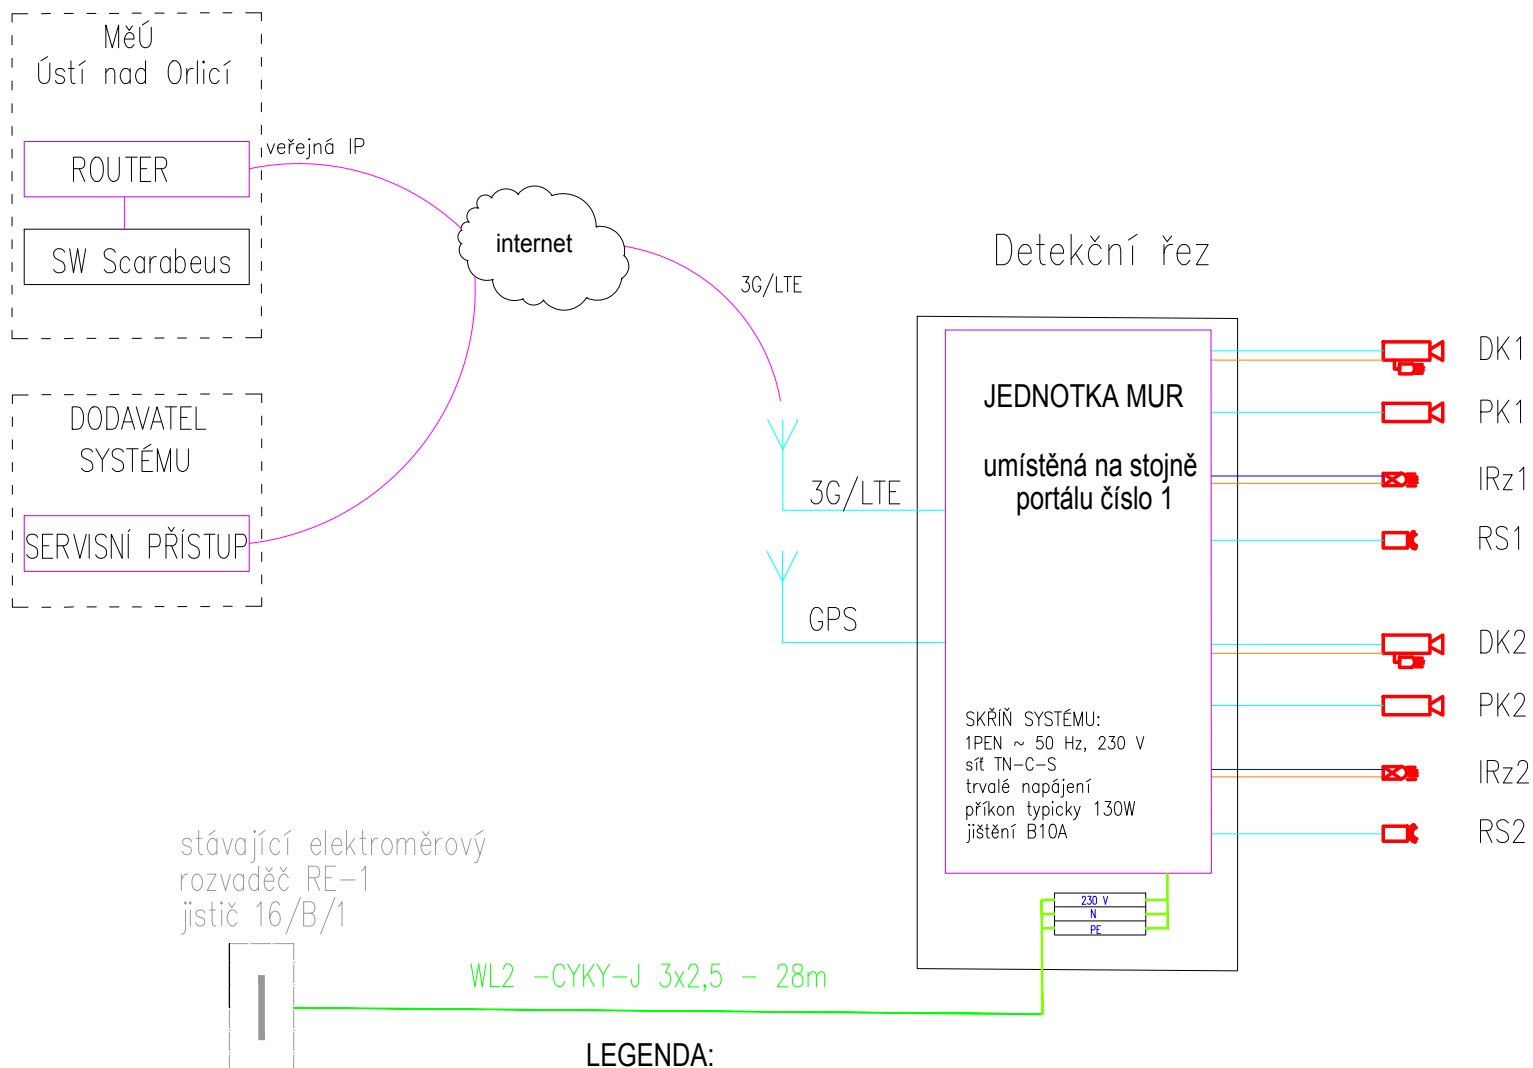 MěÚ
Ústí nad Orlicí
ROUTER
SW Scarabeus
veřejná IP
internet
3G/LTE
DODAVATEL
SYSTÉMU
SERVISNÍ PŘÍSTUP
3G/LTE
GPS
Detekční řez
JEDNOTKA MUR
umístěná na stojně
portálu číslo 1
SKŘÍŇ SYSTÉMU:
1PEN ~ 50 Hz, 230 V
síť TN-C-S
trvalé napájení
příkon typicky 130W
jištění B10A
230 V
N
PE
DK1
PK1
IRz1
RS1
DK2
PK2
IRz2
RS2
stávající elektroměrový
rozvaděč RE-1
jistič 16/B/1
WL2 -CYKY-J 3x2,5 - 28m
LEGENDA: